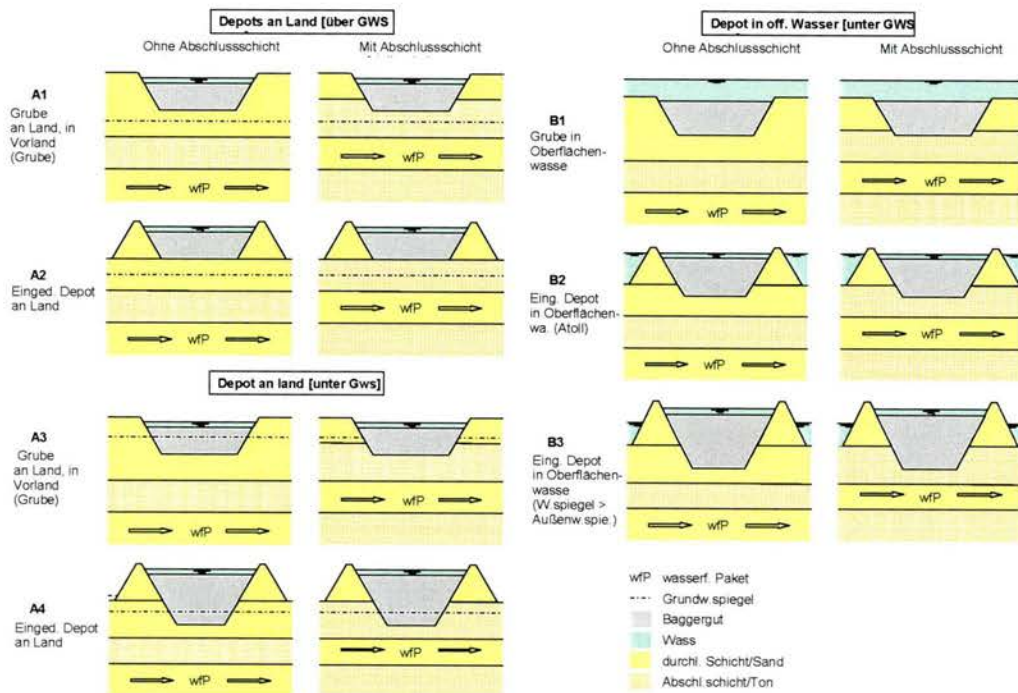 Depots an Land [über GWS
Ohne Abschlussschicht
Mit Abschlussschicht
A1
Grube
an Land, in
Vorland
(Grube)
wfP
wfP
A2
Einged. Depot
an Land
wfP
wfP
Depot an land [unter Gws]
A3
Grube
an Land, in
Vorland
(Grube)
wfP
wfP
A4
Einged. Depot
an Land
wfP
wfP
Depot in off. Wasser [unter GWS
Ohne Abschlussschicht
Mit Abschlussschicht
B1
Grube in
Oberflächen-
wasse
wfP
wfP
B2
Eing. Depot
in Oberflächen-
wa. (Atoll)
wfP
wfP
B3
Eing. Depot
in Oberflächen-
wasse
(W.spiegel >
Außenw.spie.)
wfP
wfP
wfP wasserf. Paket
Grundw.spiegel
Baggergut
Wass
durchl. Schicht/Sand
Abschl.schicht/Ton